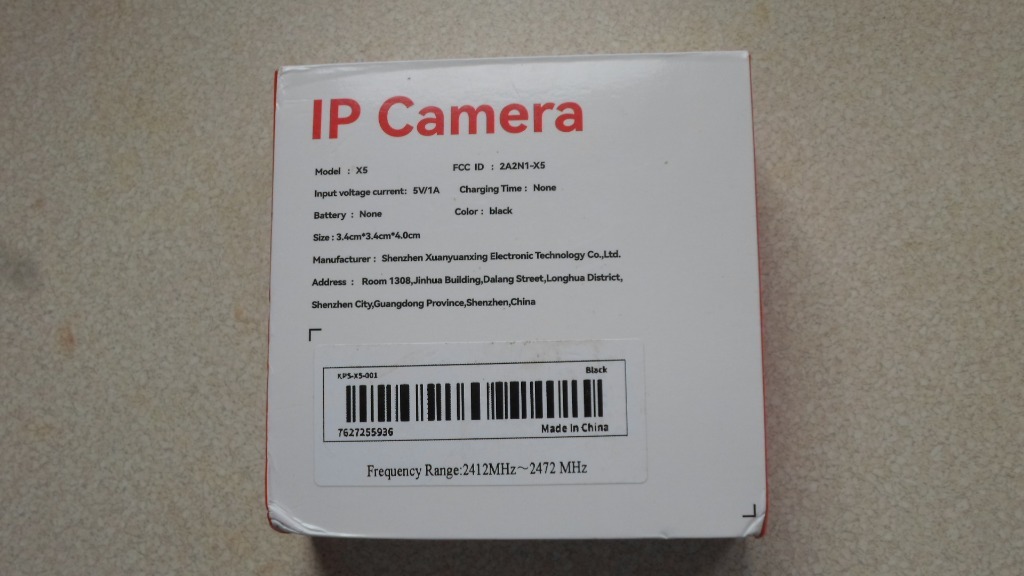 IP Camera
Model : X5 FCC ID : 2A2N1-X5
Input voltage current: 5V/1A Charging Time : None
Battery : None Color : black
Size : 3.4cm*3.4cm*4.0cm
Manufacturer : Shenzhen Xuanyuanxing Electronic Technology Co.,Ltd.
Address : Room 1308,Jinhua Building,Dalang Street,Longhua District,
Shenzhen City,Guangdong Province,Shenzhen,China
KPS-X5-001 Black
7627255936 Made In China
Frequency Range:2412MHz～2472 MHz